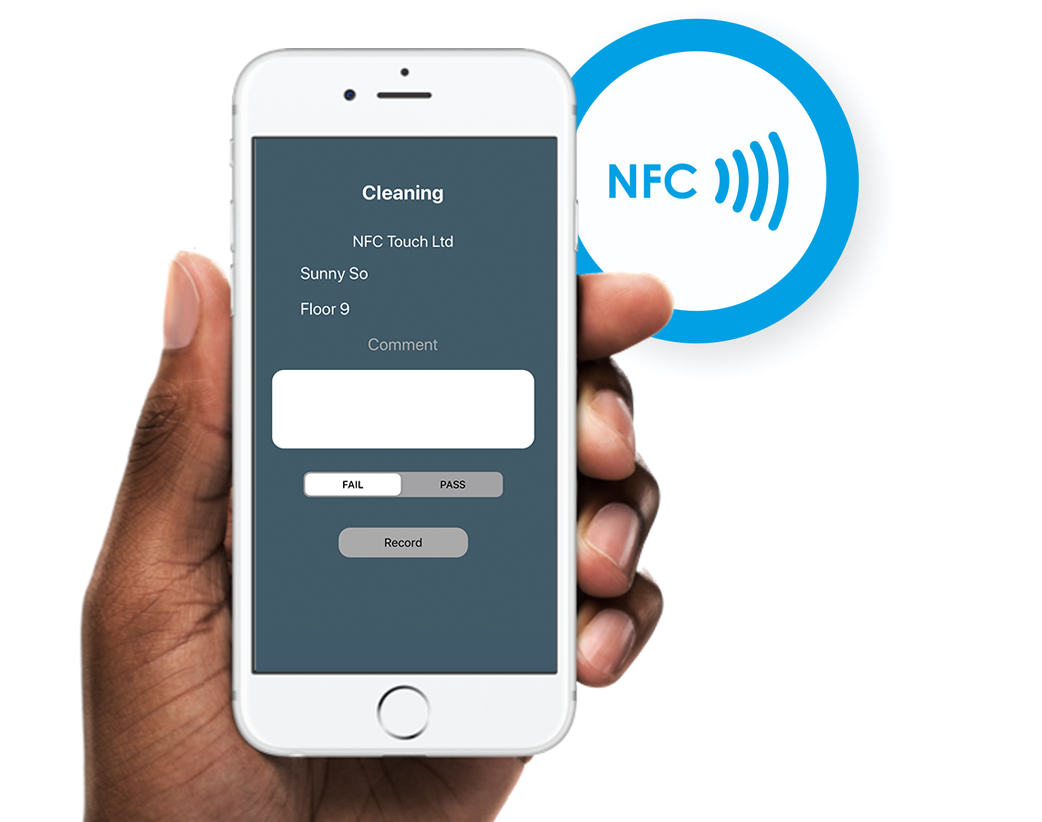 Cleaning
NFC Touch Ltd
Sunny So
Floor 9
Comment
FAIL PASS
Record
NFC